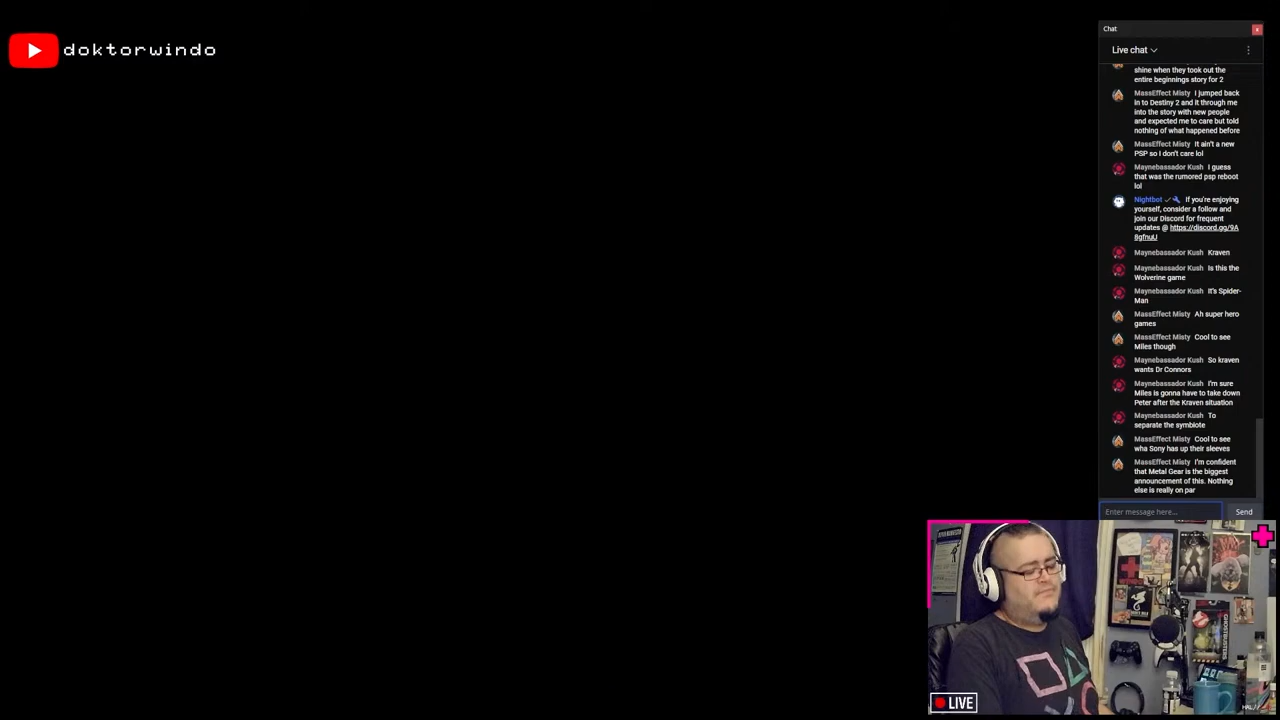 doktorwindo
Chat
Live chat
shine when they took out the
entire beginnings story for 2
MassEffect Misty I jumped back
in to Destiny 2 and it through me
into the story with new people
and expected me to care but told
nothing of what happened before
MassEffect Misty It ain't a new
PSP so I don't care lol
Maynebassador Kush I guess
that was the rumored psp reboot
lol
Nightbot If you're enjoying
yourself, consider a follow and
join our Discord for frequent
updates @ https://discord.gg/9A
8gfnuU
Maynebassador Kush Kraven
Maynebassador Kush Is this the
Wolverine game
Maynebassador Kush It's Spider-
Man
MassEffect Misty Ah super hero
games
MassEffect Misty Cool to see
Miles though
Maynebassador Kush So kraven
wants Dr Connors
Maynebassador Kush I'm sure
Miles is gonna have to take down
Peter after the Kraven situation
Maynebassador Kush To
separate the symbiote
MassEffect Misty Cool to see
wha Sony has up their sleeves
MassEffect Misty I'm confident
that Metal Gear is the biggest
announcement of this. Nothing
else is really on par
Enter message here...
Send
GHOSTBUSTERS
LIVE